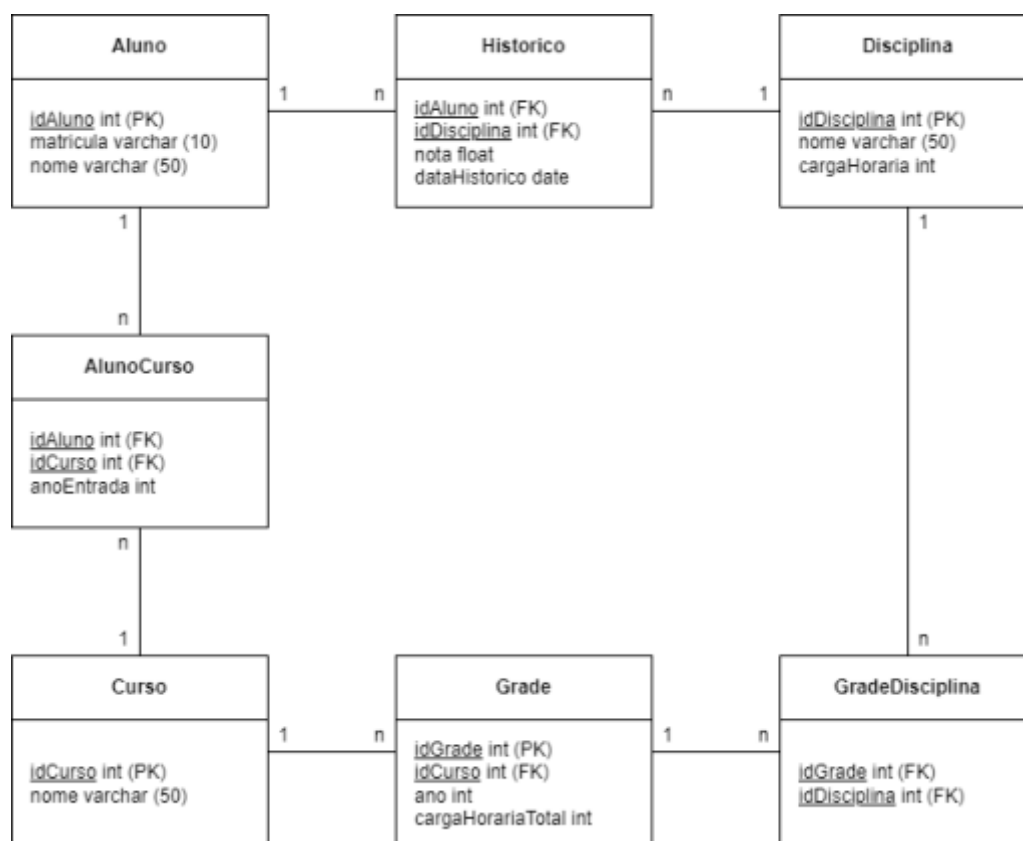 Aluno
idAluno int (PK)
matricula varchar (10)
nome varchar (50)
1
n
Historico
idAluno int (FK)
idDisciplina int (FK)
nota float
dataHistorico date
n
1
Disciplina
idDisciplina int (PK)
nome varchar (50)
cargaHoraria int
1
n
AlunoCurso
idAluno int (FK)
idCurso int (FK)
anoEntrada int
n
1
1
n
Curso
idCurso int (PK)
nome varchar (50)
1
n
Grade
idGrade int (PK)
idCurso int (FK)
ano int
cargaHorariaTotal int
1
n
GradeDisciplina
idGrade int (FK)
idDisciplina int (FK)